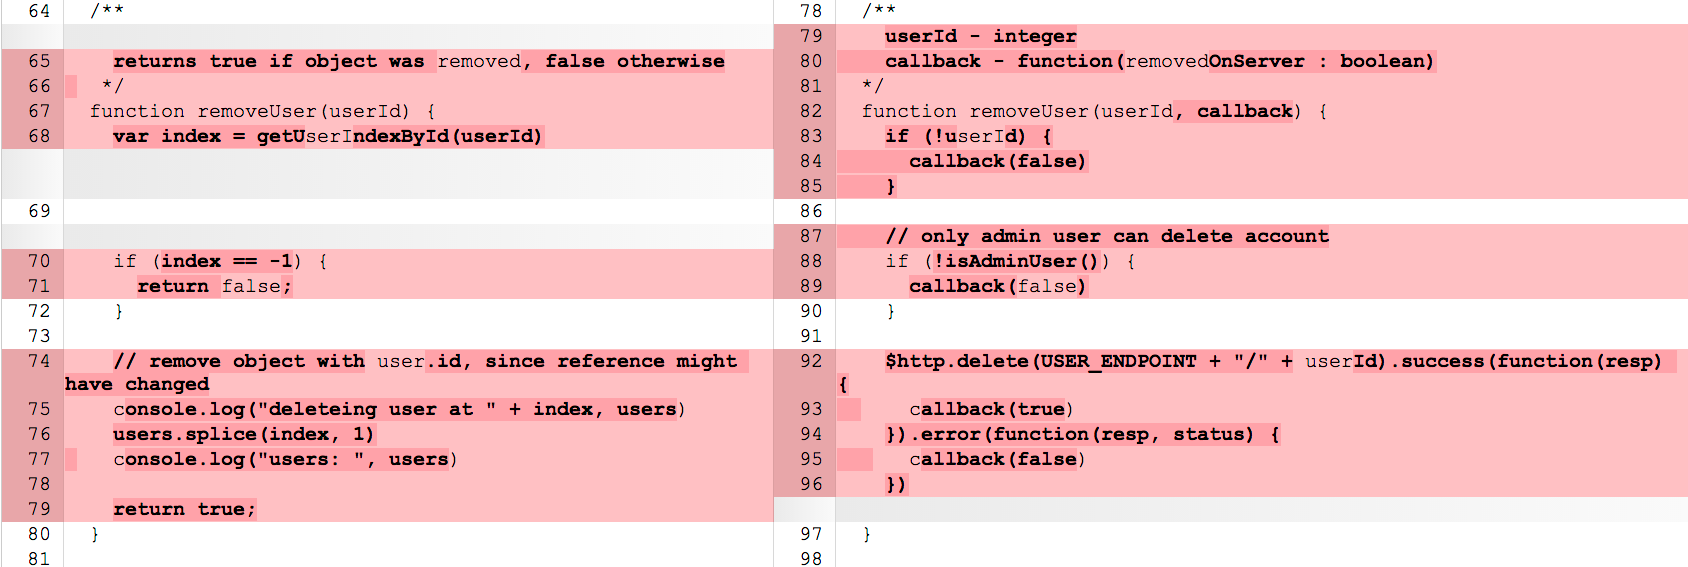 64 /**
65 returns true if object was removed, false otherwise
66 */
67 function removeUser(userId) {
68 var index = getUserIndexById(userId)
69
70 if (index == -1) {
71 return false;
72 }
73
74 // remove object with user.id, since reference might
have changed
75 console.log("deleteing user at " + index, users)
76 users.splice(index, 1)
77 console.log("users: ", users)
78
79 return true;
80 }
81
78 /**
79 userId - integer
80 callback - function(removedOnServer : boolean)
81 */
82 function removeUser(userId, callback) {
83 if (!userId) {
84 callback(false)
85 }
86
87 // only admin user can delete account
88 if (!isAdminUser()) {
89 callback(false)
90 }
91
92 $http.delete(USER_ENDPOINT + "/" + userId).success(function(resp)
{
93 callback(true)
94 }).error(function(resp, status) {
95 callback(false)
96 })
97 }
98